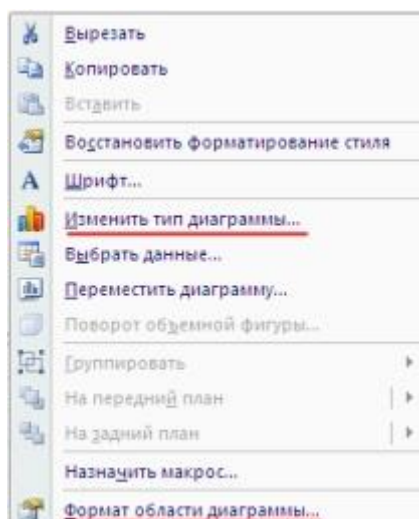 Вырезать
Копировать
Вставить
Восстановить форматирование стиля
Шрифт...
Изменить тип диаграммы...
Выбрать данные...
Переместить диаграмму...
Поворот объемной фигуры...
Группировать
На передний план
На задний план
Назначить макрос...
Формат области диаграммы...